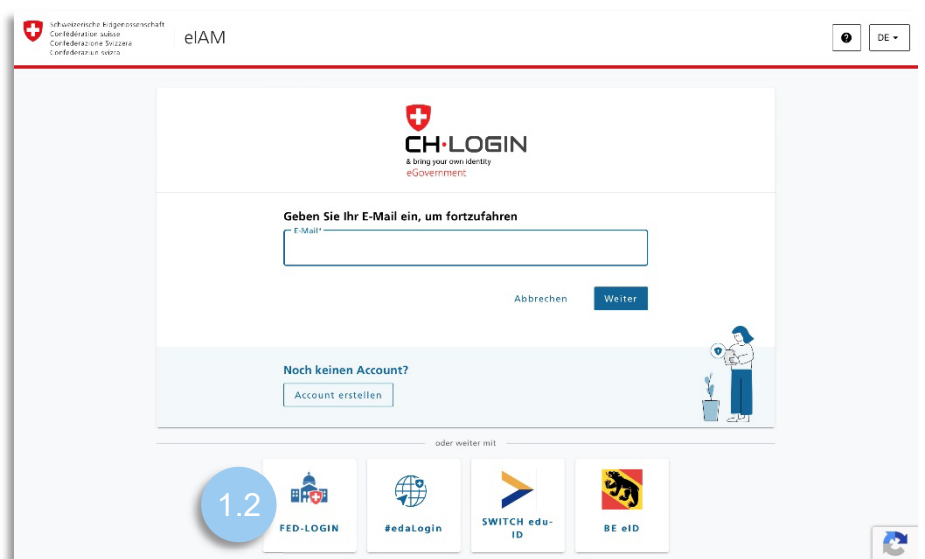 Schweizerische Eidgenossenschaft
Confédération suisse
Confederazione Svizzera
Confederaziun svizra
eIAM
DE
CH·LOGIN
& bring your own identity
eGovernment
Geben Sie Ihr E-Mail ein, um fortzufahren
E-Mail*
Abbrechen
Weiter
Noch keinen Account?
Account erstellen
oder weiter mit
1.2
FED-LOGIN
#edaLogin
SWITCH edu-
ID
BE eID